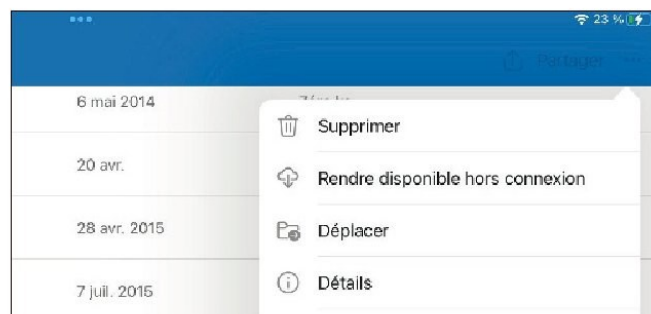 23 %
Partager
6 mai 2014
Supprimer
20 avr.
Rendre disponible hors connexion
28 avr. 2015
Déplacer
7 juil. 2015
Détails